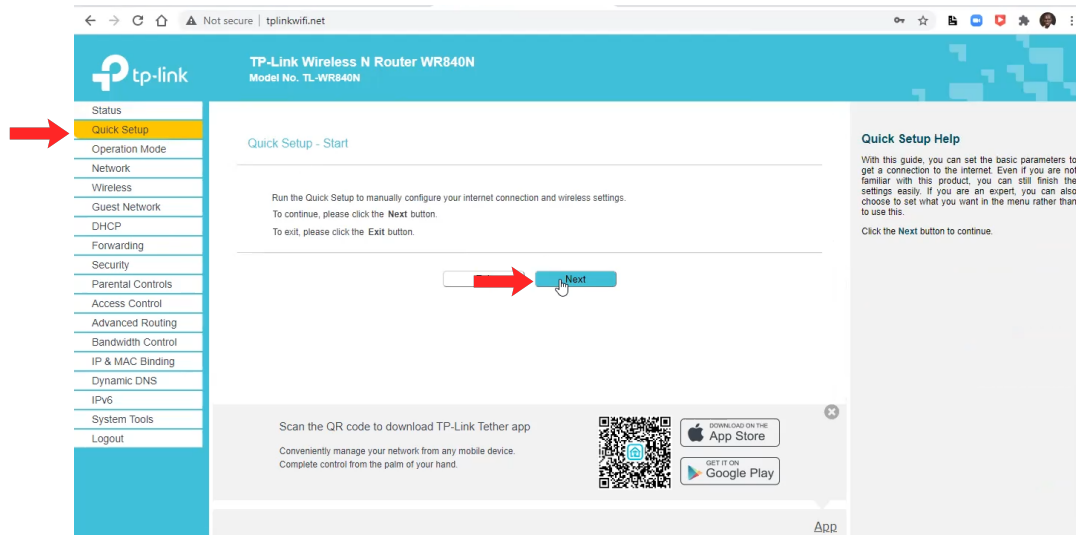 Not secure | tplinkwifi.net
tp-link
TP-Link Wireless N Router WR840N
Model No. TL-WR840N
Status
Quick Setup
Operation Mode
Network
Wireless
Guest Network
DHCP
Forwarding
Security
Parental Controls
Access Control
Advanced Routing
Bandwidth Control
IP & MAC Binding
Dynamic DNS
IPv6
System Tools
Logout
Quick Setup - Start
Run the Quick Setup to manually configure your internet connection and wireless settings.
To continue, please click the Next button.
To exit, please click the Exit button.
Next
Scan the QR code to download TP-Link Tether app
Conveniently manage your network from any mobile device.
Complete control from the palm of your hand.
DOWNLOAD ON THE
App Store
GET IT ON
Google Play
App
Quick Setup Help
With this guide, you can set the basic parameters to
get a connection to the internet. Even if you are not
familiar with this product, you can still finish the
settings easily. If you are an expert, you can also
choose to set what you want in the menu rather than
to use this.
Click the Next button to continue.